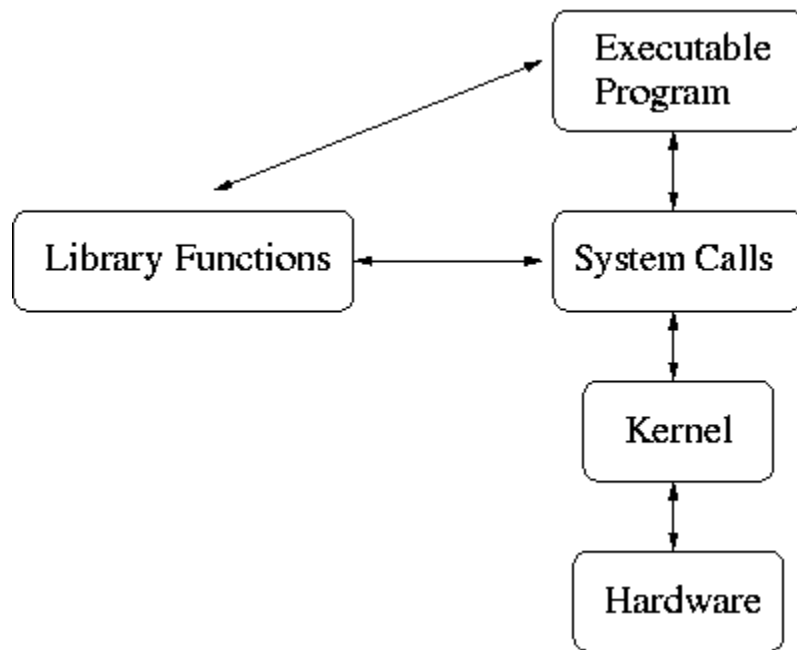 Executable
Program
Library Functions
System Calls
Kernel
Hardware